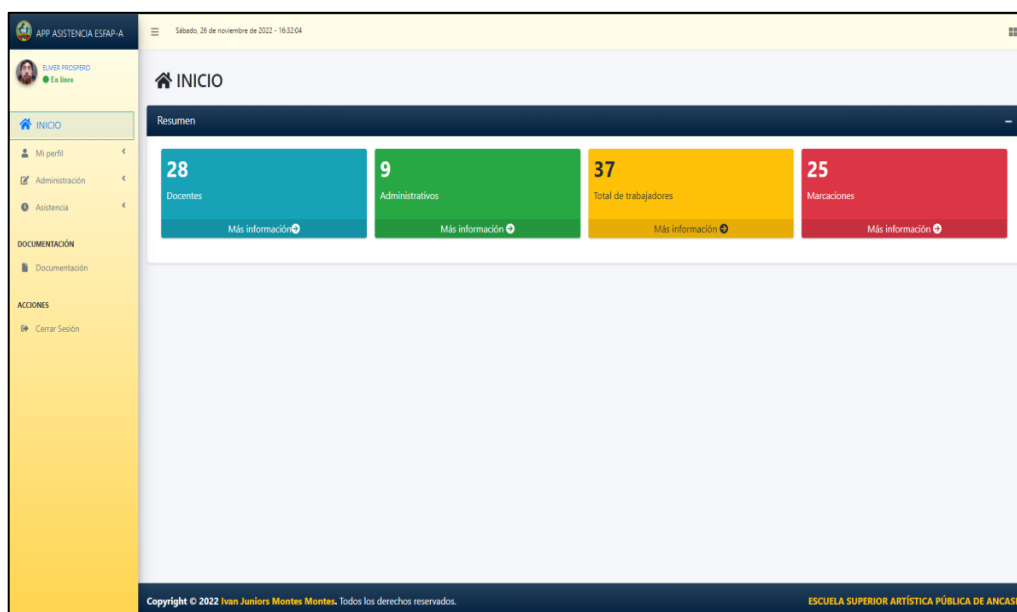 APP ASISTENCIA ESFAP-A
Sábado, 26 de noviembre de 2022 - 16:32:04
ELMER PROSPERO
En línea
INICIO
INICIO
Mi perfil
Administración
Asistencia
DOCUMENTACIÓN
Documentación
ACCIONES
Cerrar Sesión
Resumen
28
Docentes
Más información
9
Administrativos
Más información
37
Total de trabajadores
Más información
25
Marcaciones
Más información
Copyright © 2022 Ivan Juniors Montes Montes. Todos los derechos reservados.
ESCUELA SUPERIOR ARTÍSTICA PÚBLICA DE ANCAS